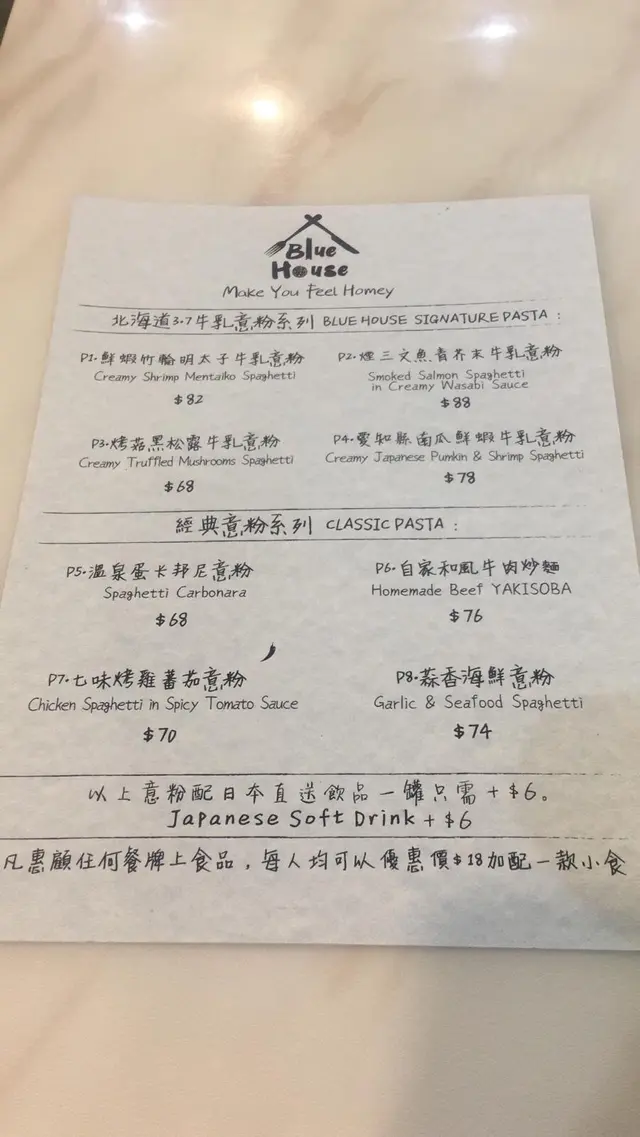 Blue
House
Make You Feel Homey
北海道3.7牛乳意粉系列 BLUE HOUSE SIGNATURE PASTA :
P1.鮮蝦竹輪明太子牛乳意粉
Creamy Shrimp Mentaiko Spaghetti
$82
P2.煙三文魚青芥末牛乳意粉
Smoked Salmon Spaghetti
in Creamy Wasabi Sauce
$88
P3.烤菇黑松露牛乳意粉
Creamy Truffled Mushrooms Spaghetti
$68
P4.愛知縣南瓜鮮蝦牛乳意粉
Creamy Japanese Pumkin & Shrimp Spaghetti
$78
經典意粉系列 CLASSIC PASTA :
P5.溫泉蛋卡邦尼意粉
Spaghetti Carbonara
$68
P6.自家和風牛肉炒麵
Homemade Beef YAKISOBA
$76
P7.七味烤雞蕃茄意粉
Chicken Spaghetti in Spicy Tomato Sauce
$70
P8.蒜香海鮮意粉
Garlic & Seafood Spaghetti
$74
以上意粉配日本直送飲品一罐只需+$6。
Japanese Soft Drink +$6
凡惠顧任何餐牌上食品,每人均可以優惠價$18加配一款小食